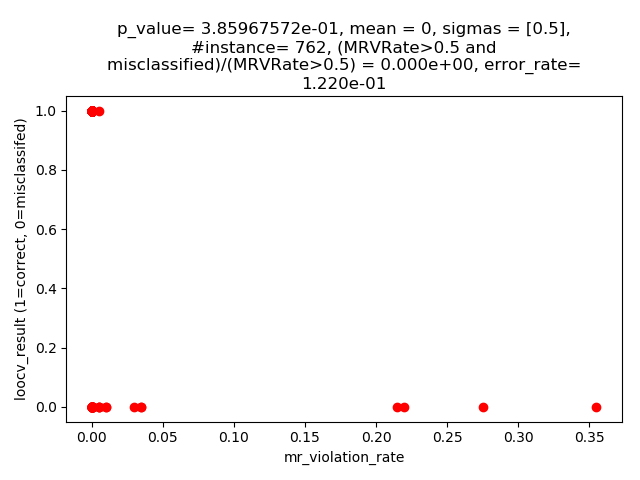 p_value= 3.85967572e-01, mean = 0, sigmas = [0.5],
#instance= 762, (MRVRate>0.5 and
misclassified)/(MRVRate>0.5) = 0.000e+00, error_rate=
1.220e-01
1.0
0.8
0.6
0.4
0.2
0.0
loocv_result (1=correct, 0=misclassifed)
0.00 0.05 0.10 0.15 0.20 0.25 0.30 0.35
mr_violation_rate